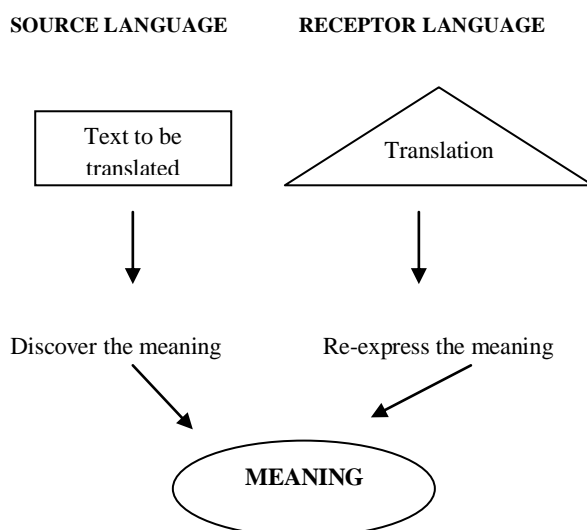 SOURCE LANGUAGE
RECEPTOR LANGUAGE
Text to be
translated
Translation
Discover the meaning
Re-express the meaning
MEANING